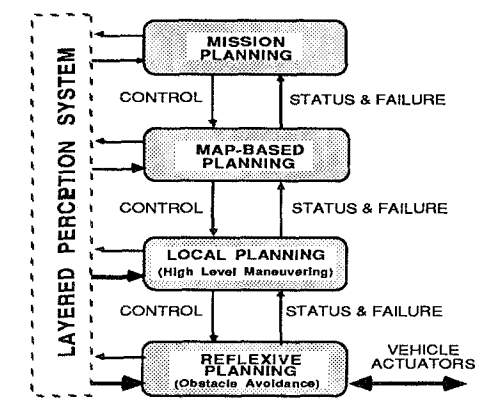 LAYERED PERCEPTION SYSTEM
MISSION
PLANNING
CONTROL
STATUS & FAILURE
MAP-BASED
PLANNING
CONTROL
STATUS & FAILURE
LOCAL PLANNING
(High Level Maneuvering)
CONTROL
STATUS & FAILURE
REFLEXIVE
PLANNING
(Obstacle Avoidance)
VEHICLE
ACTUATORS